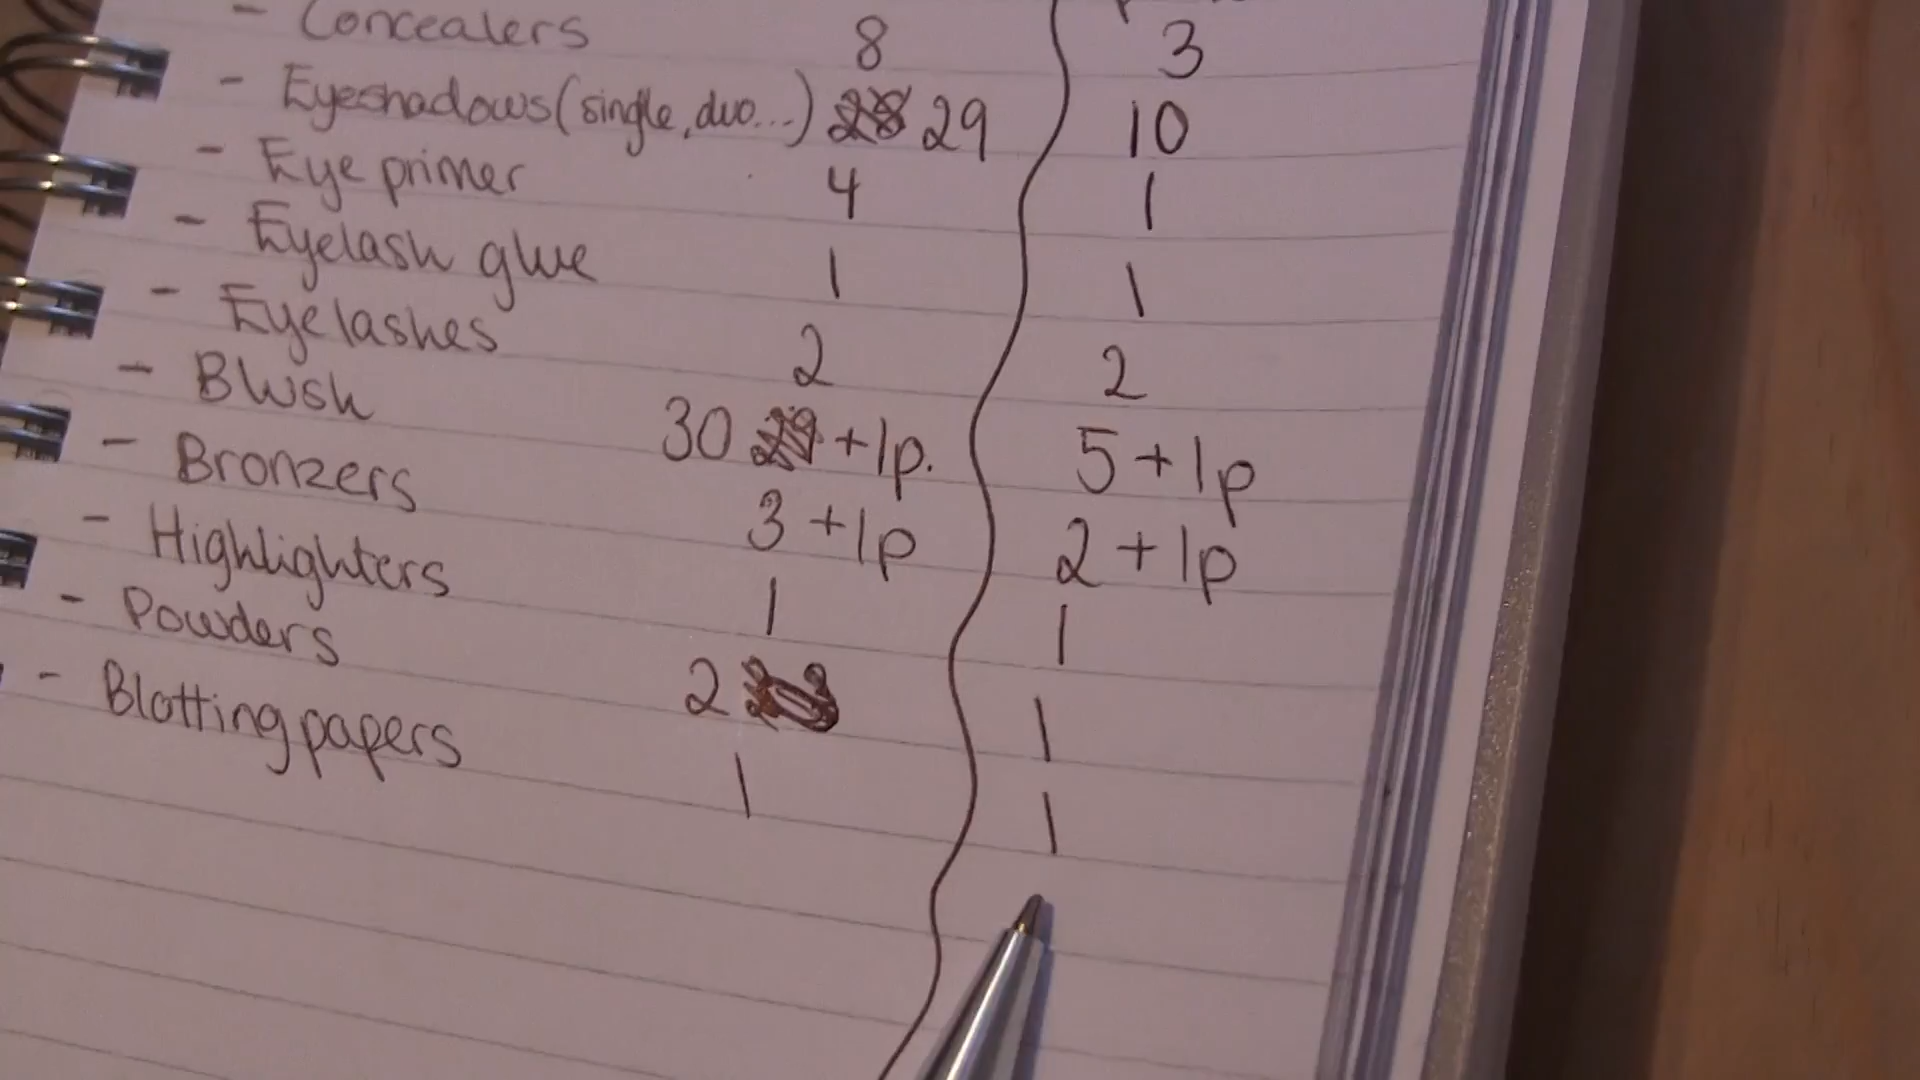 - Concealers 8 3
- Eyeshadows (single, duo...) 29 10
- Eye primer 4 1
- Eyelash glue 1 1
- Eyelashes 2 2
- Blush 30 +1p. 5+1p
- Bronzers 3 +1p 2 +1p
- Highlighters 1 1
- Powders 2 1
- Blotting papers 1 1